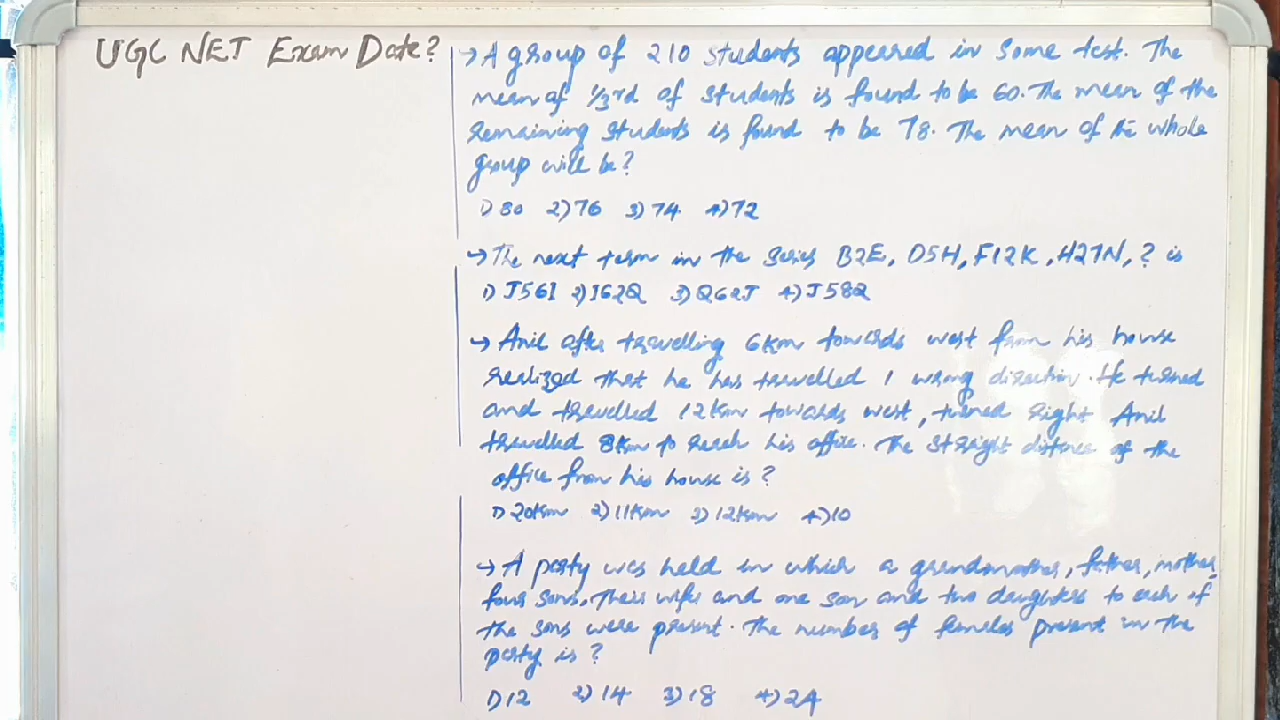 UGC NET Exam Date?
→ A group of 210 students appeared in some test. The
mean of 1/3rd of students is found to be 60. The mean of the
remaining students is found to be 78. The mean of the whole
group will be?
1) 80 2) 76 3) 74 4) 72
→ The next term in the series B2E, D5H, F12K, H27N, ? is
1) J56I 2) I62Q 3) Q62J 4) J58Q
→ Anil after travelling 6km towards west from his house
realized that he has travelled 1 wrong direction. He turned
and travelled 12km towards west, turned right Anil
travelled 8km to reach his office. The straight distance of the
office from his house is?
1) 20km 2) 11km 3) 12km 4) 10
→ A party was held in which a grandmother, father, mother,
four sons, their wifes and one son and two daughters to each of
the sons were present. The number of females present in the
party is?
1) 12 2) 14 3) 18 4) 24